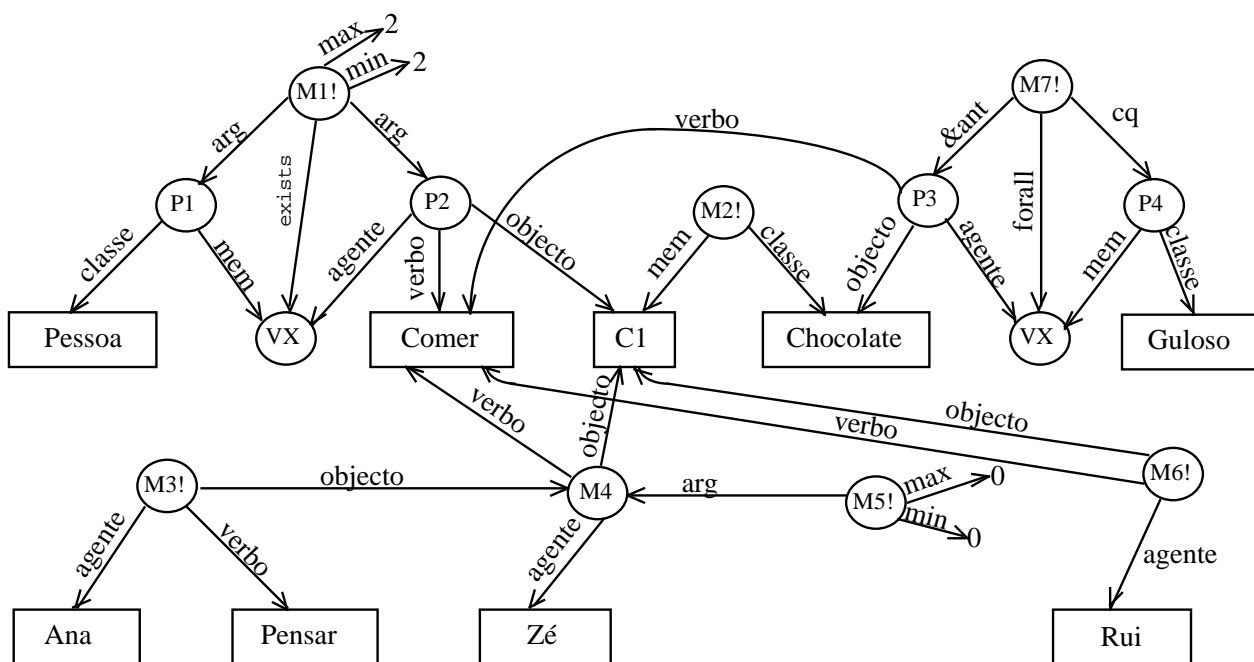 max 2
min 2
M1! M7!
arg arg verbo &ant cq
exists forall
P1 P2 M2! P3 P4
classe mem agente verbo objecto mem classe objecto agente mem classe
Pessoa VX Comer C1 Chocolate VX Guloso
verbo objecto verbo objecto
M3! objecto M4 arg M5! max 0 M6!
min 0
agente verbo agente agente
Ana Pensar Zé Rui